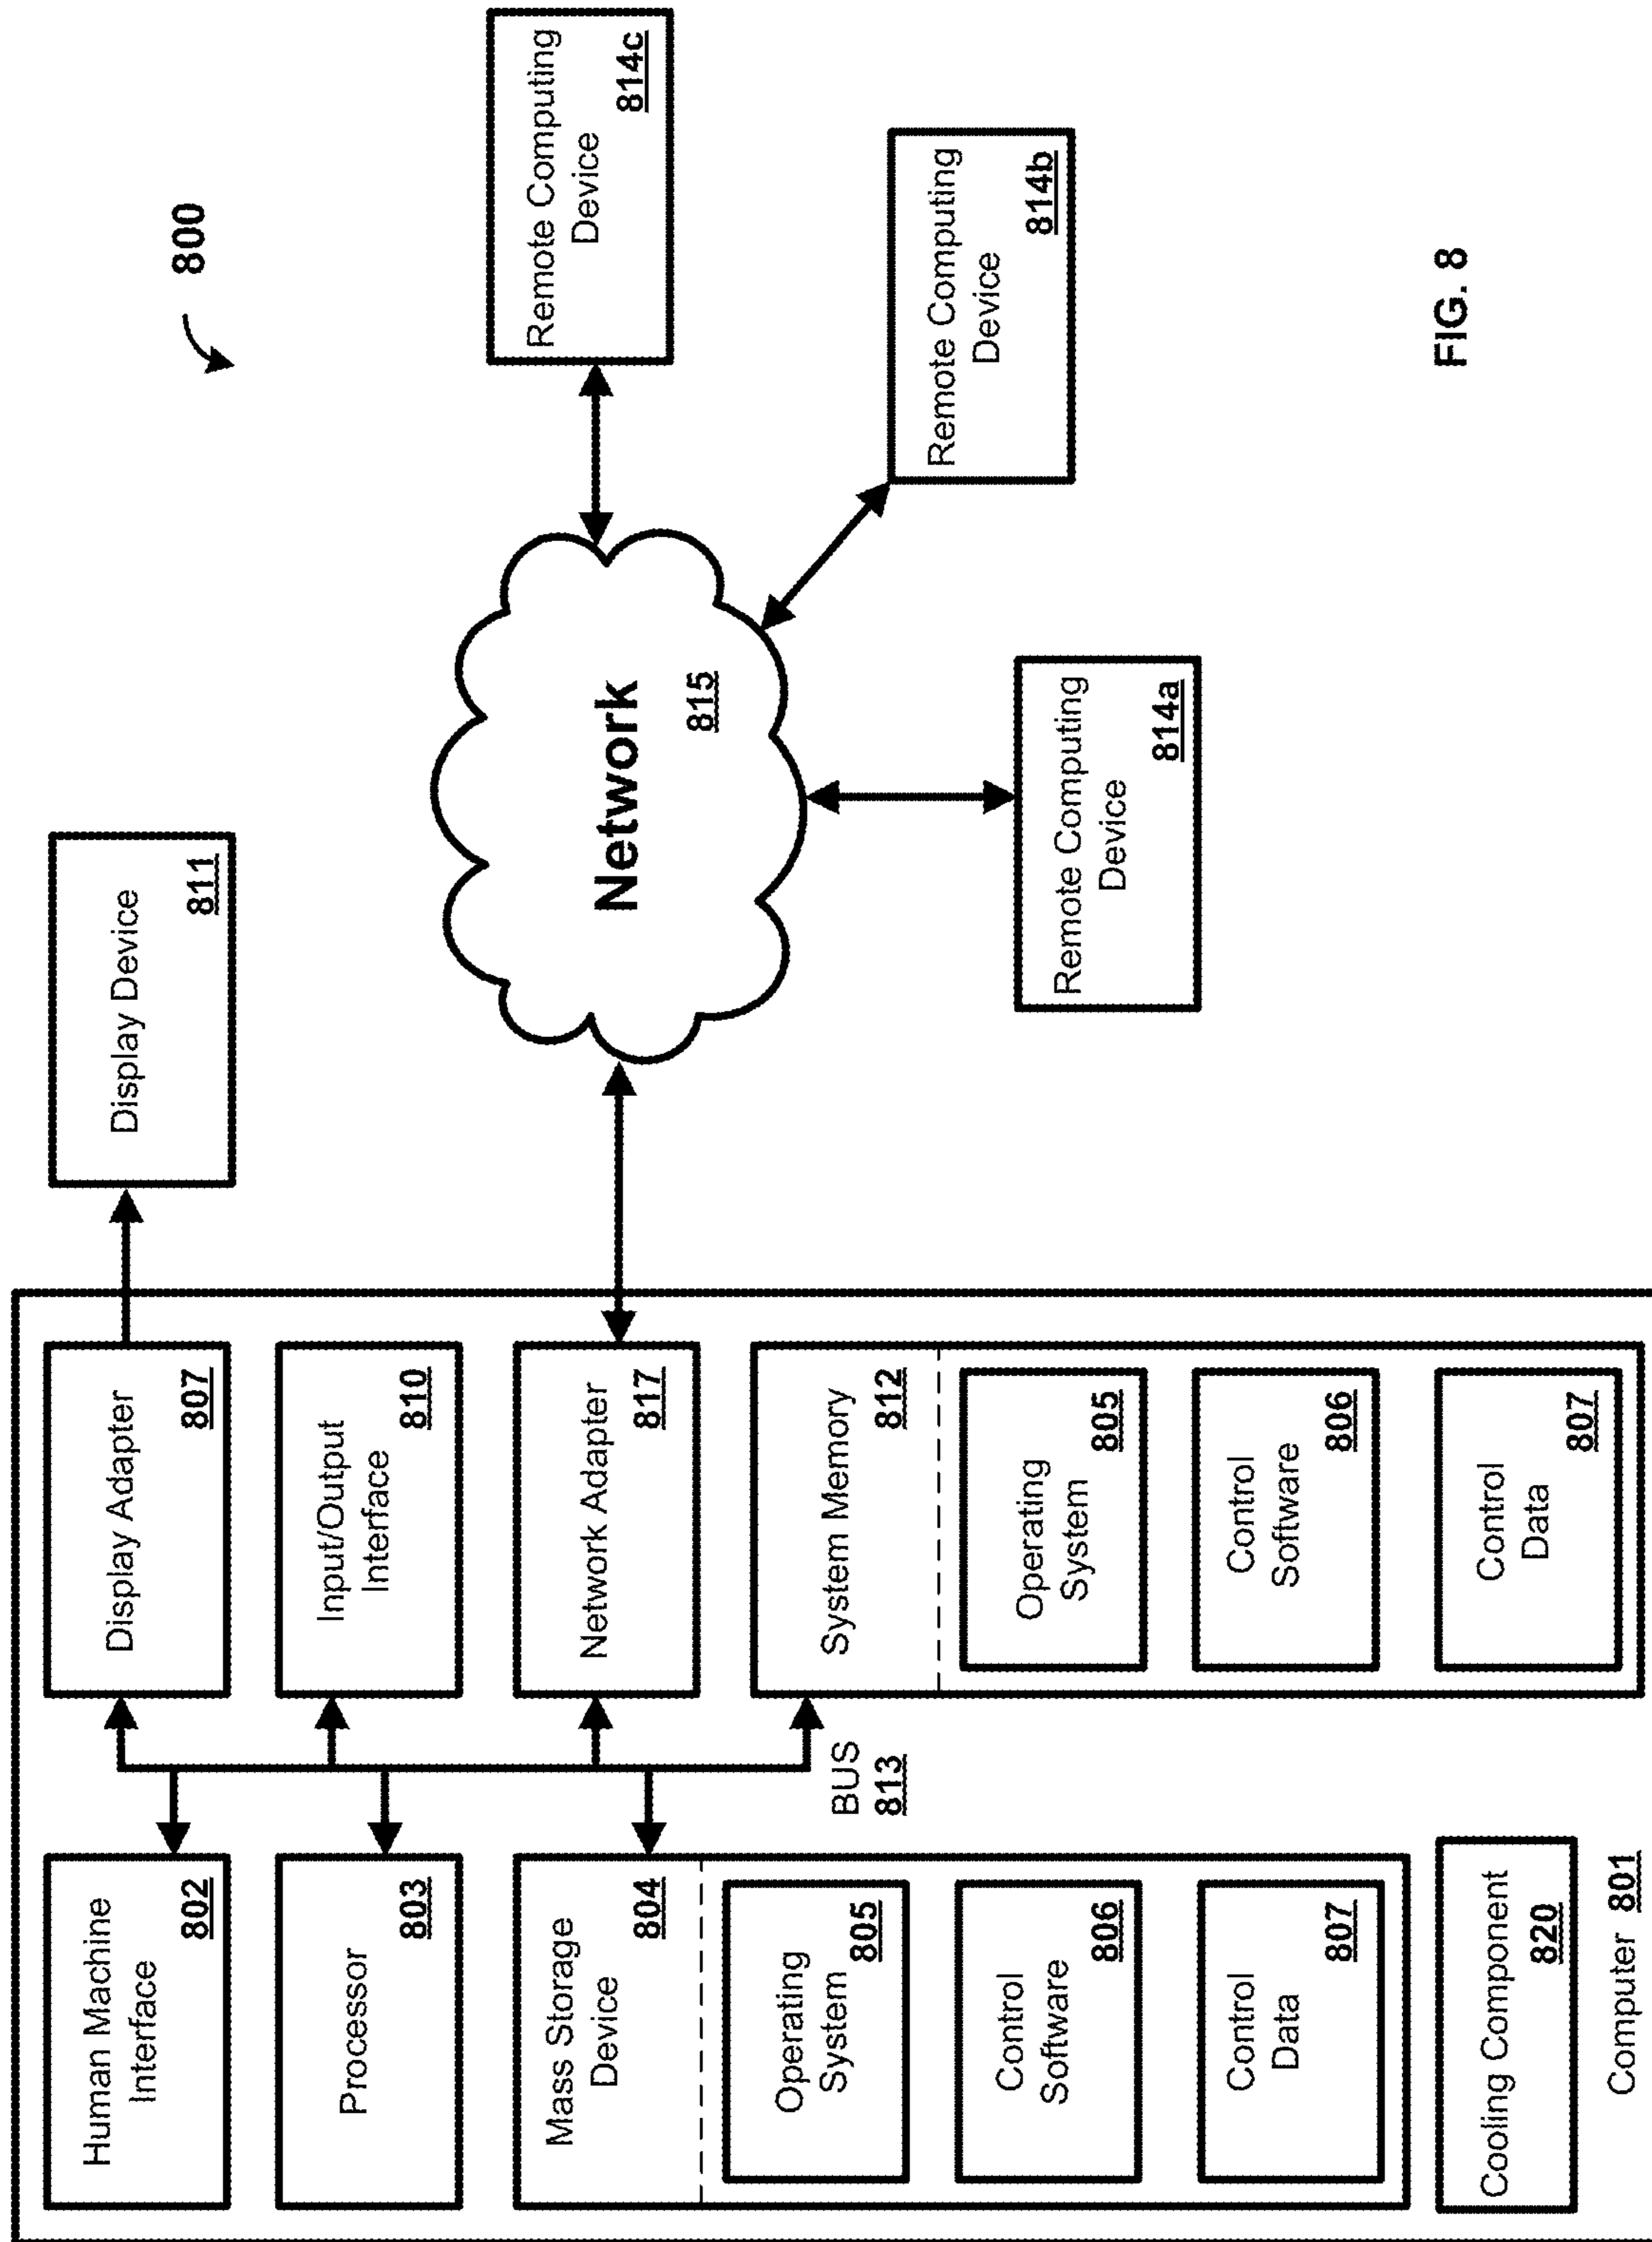 800
Human Machine
Interface
802
Processor
803
Mass Storage
Device
804
Operating
System
805
Control
Software
806
Control
Data
807
Cooling Component
820
Computer 801
BUS
813
Display Adapter
807
Input/Output
Interface
810
Network Adapter
817
System Memory
812
Operating
System
805
Control
Software
806
Control
Data
807
Display Device
811
Network
815
Remote Computing
Device
814a
Remote Computing
Device
814b
Remote Computing
Device
814c
FIG. 8